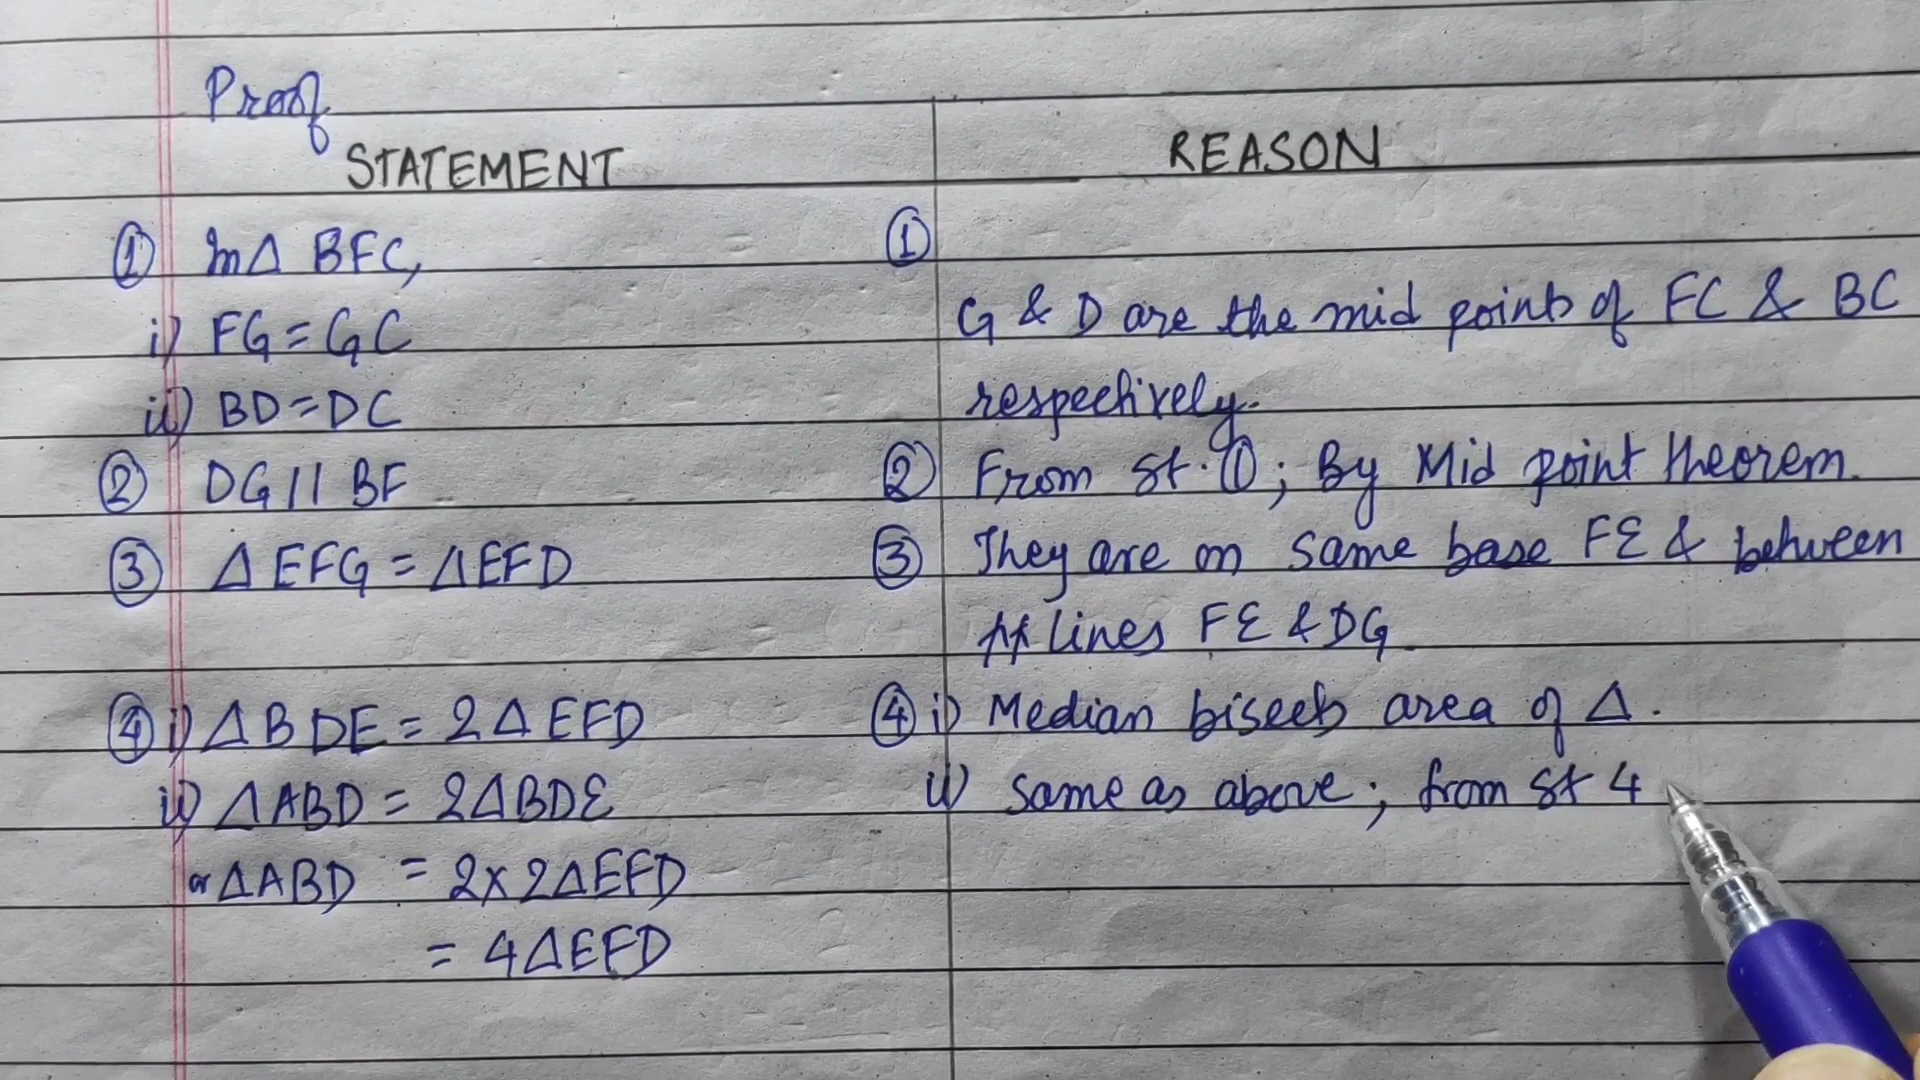 Proof
STATEMENT
REASON
① In Δ BFC,
①
i) FG = GC
G & D are the mid points of FC & BC
ii) BD = DC
respectively.
② DG || BF
② From St. ①; By Mid point theorem.
③ Δ EFG = Δ EFD
③ They are on same base FE & between
lines FE & DG
④ i) Δ BDE = 2 Δ EFD
④ i) Median bisects area of Δ.
ii) Δ ABD = 2 Δ BDE
ii) Same as above; from St 4
or Δ ABD = 2 x 2 Δ EFD
= 4 Δ EFD